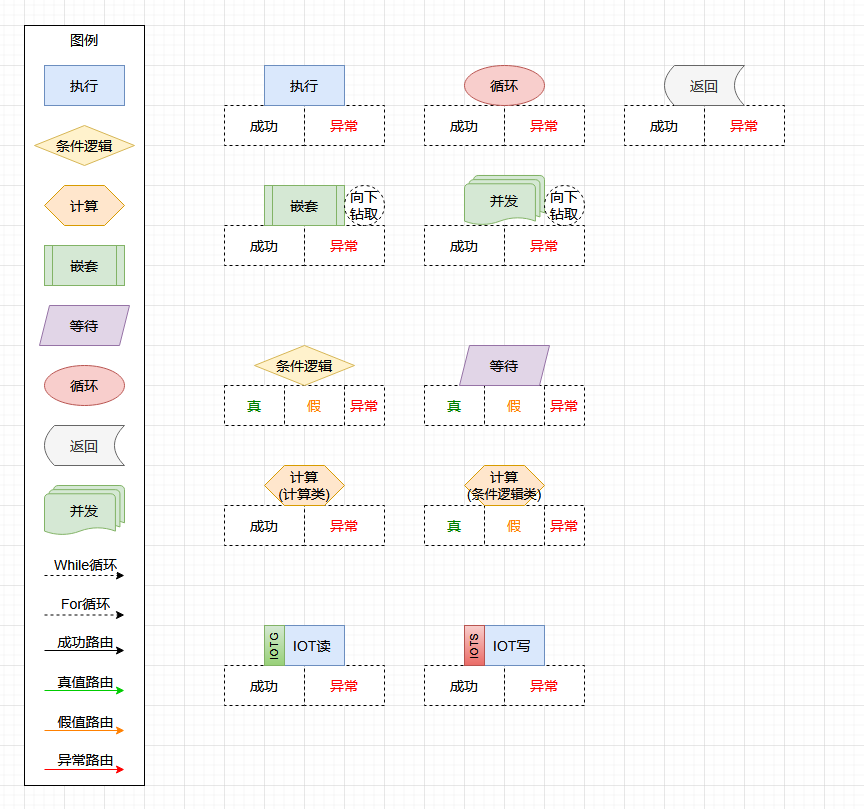 图例
执行
条件逻辑
计算
嵌套
等待
循环
返回
并发
While循环
For循环
成功路由
真值路由
假值路由
异常路由
执行
成功
异常
循环
成功
异常
返回
成功
异常
嵌套
向下
钻取
成功
异常
并发
向下
钻取
成功
异常
条件逻辑
真
假
异常
等待
真
假
异常
计算
(计算类)
成功
异常
计算
(条件逻辑类)
真
假
异常
IOTG
IOT读
成功
异常
IOTS
IOT写
成功
异常